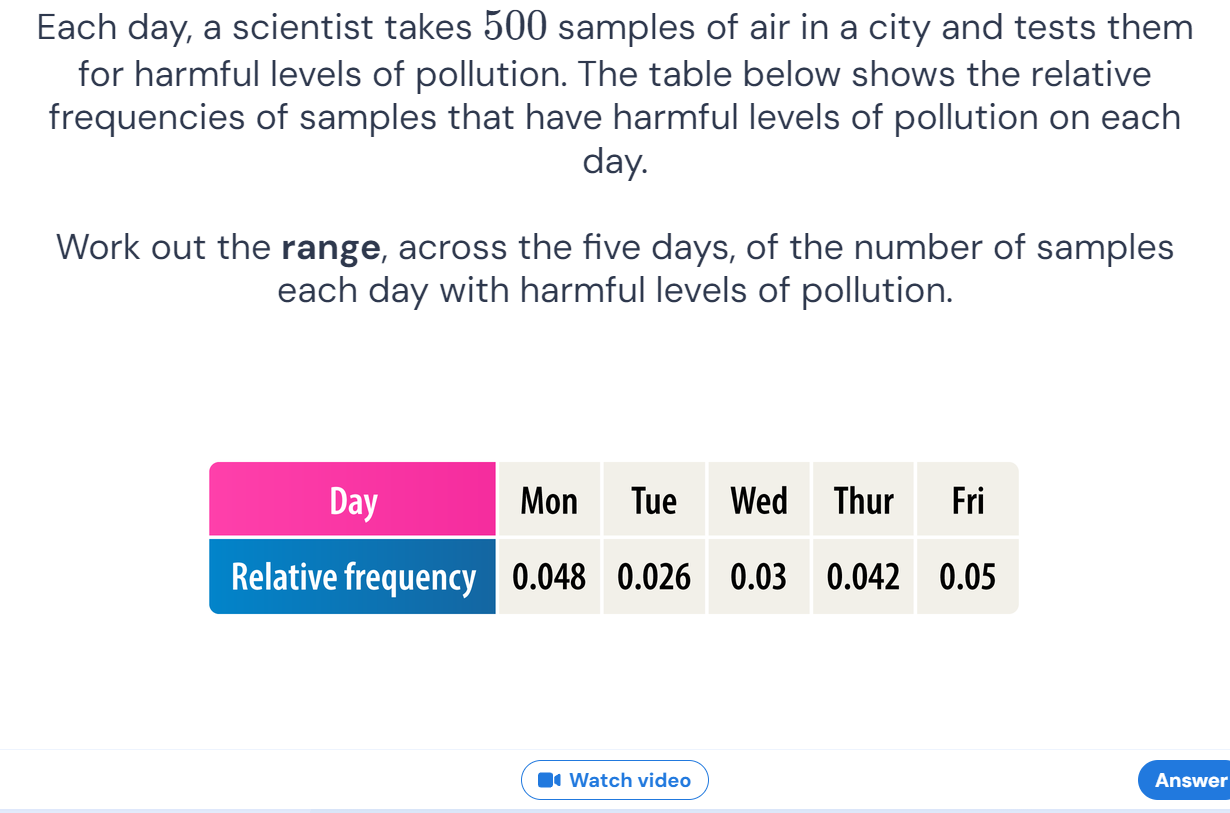 Each day, a scientist takes 500 samples of air in a city and tests them
for harmful levels of pollution. The table below shows the relative
frequencies of samples that have harmful levels of pollution on each
day.
Work out the range, across the five days, of the number of samples
each day with harmful levels of pollution.
Day Mon Tue Wed Thur Fri
Relative frequency 0.048 0.026 0.03 0.042 0.05
Watch video
Answer